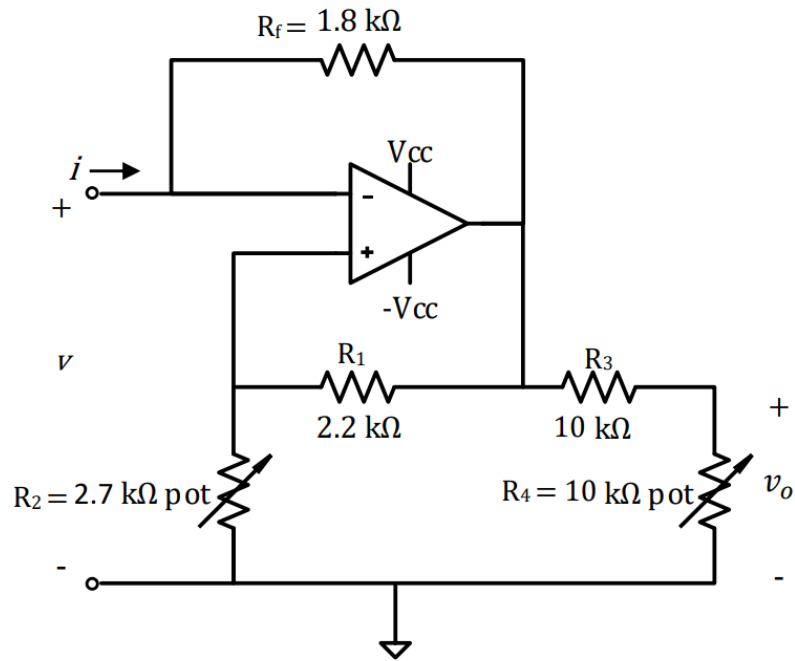 Rf = 1.8 kΩ
i
Vcc
+
-
+
-Vcc
v
R1
R3
2.2 kΩ
10 kΩ
+
R2 = 2.7 kΩ pot
R4 = 10 kΩ pot
vo
-
-